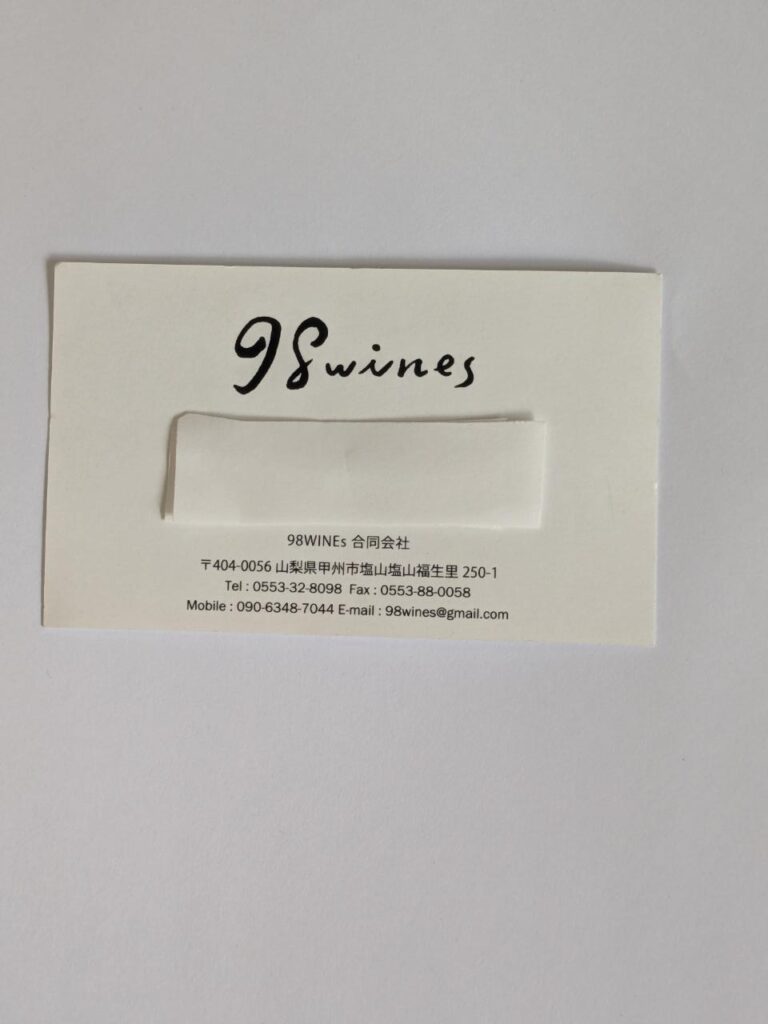 98wines
98WINEs 合同会社
〒404-0056 山梨県甲州市塩山塩山福生里 250-1
Tel : 0553-32-8098 Fax : 0553-88-0058
Mobile : 090-6348-7044 E-mail : 98wines@gmail.com